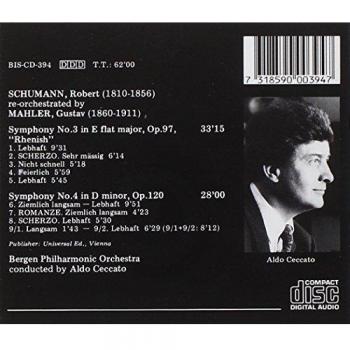 BIS-CD-394 DDD T.T.: 62'00
7 318590 003947
SCHUMANN, Robert (1810-1856)
re-orchestrated by
MAHLER, Gustav (1860-1911)
Symphony No.3 in E flat major, Op.97, 33'15
"Rhenish"
1. Lebhaft 9'31
2. SCHERZO. Sehr mässig 6'14
3. Nicht schnell 5'18
4. Feierlich 5'59
5. Lebhaft 5'45
Symphony No.4 in D minor, Op.120 28'00
6. Ziemlich langsam — Lebhaft 9'51
7. ROMANZE. Ziemlich langsam 4'23
8. SCHERZO. Lebhaft 5'30
9/1. Langsam 1'43 — 9/2. Lebhaft 6'29 (9/1+9/2: 8'12)
Publisher: Universal Ed., Vienna
Bergen Philharmonic Orchestra
conducted by Aldo Ceccato
Aldo Ceccato
COMPACT
disc
DIGITAL AUDIO